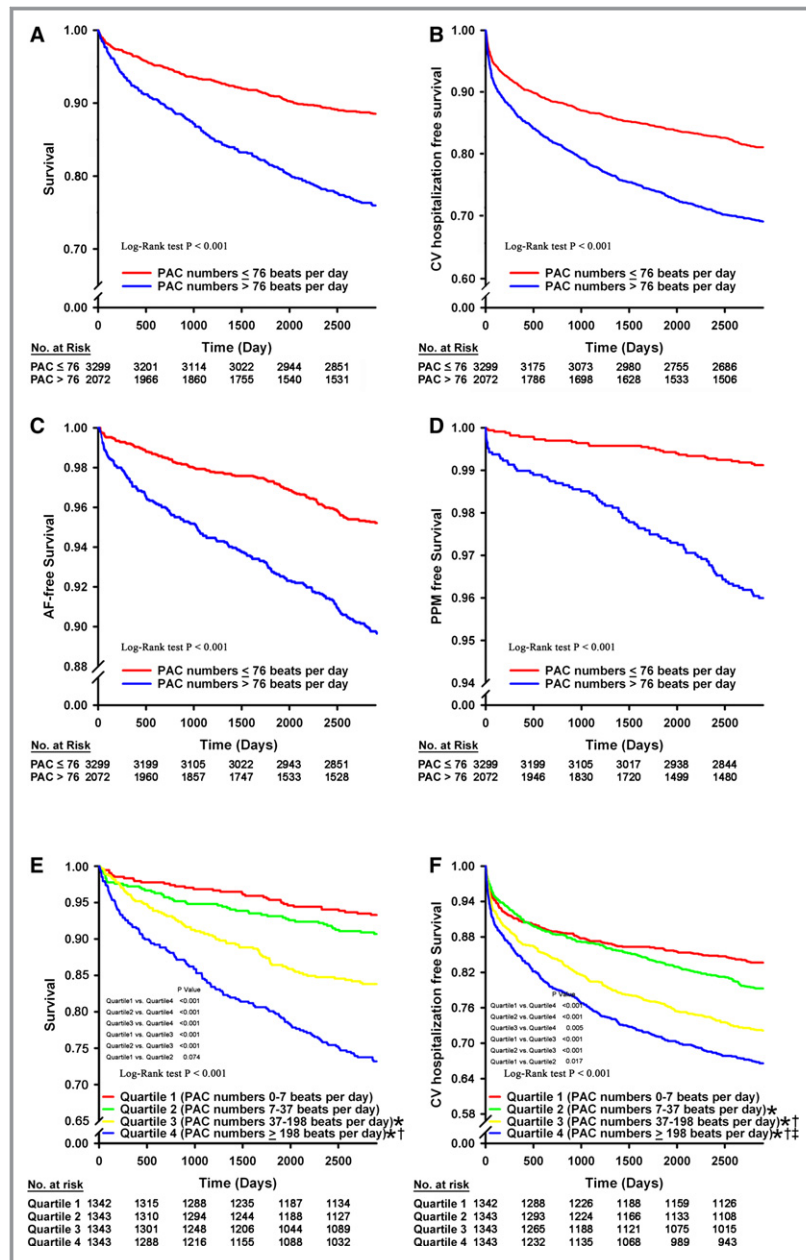 A
1.00
0.90
0.80
0.70
0.00
Survival
Log-Rank test P < 0.001
PAC numbers ≤ 76 beats per day
PAC numbers > 76 beats per day
0 500 1000 1500 2000 2500
Time (Day)
No. at Risk
PAC ≤ 76 3299 3201 3114 3022 2944 2851
PAC > 76 2072 1966 1860 1755 1540 1531
B
1.00
0.90
0.80
0.70
0.60
0.00
CV hospitalization free survival
Log-Rank test P < 0.001
PAC numbers ≤ 76 beats per day
PAC numbers > 76 beats per day
0 500 1000 1500 2000 2500
Time (Day)
No. at Risk
PAC ≤ 76 3299 3175 3073 2980 2755 2686
PAC > 76 2072 1786 1698 1628 1533 1506
C
1.00
0.98
0.96
0.94
0.92
0.90
0.88
0.00
AF-free Survival
Log-Rank test P < 0.001
PAC numbers ≤ 76 beats per day
PAC numbers > 76 beats per day
0 500 1000 1500 2000 2500
Time (Days)
No. at Risk
PAC ≤ 76 3299 3199 3105 3022 2943 2851
PAC > 76 2072 1960 1857 1747 1533 1528
D
1.00
0.99
0.98
0.97
0.96
0.95
0.94
0.00
PPM free Survival
Log-Rank test P < 0.001
PAC numbers ≤ 76 beats per day
PAC numbers > 76 beats per day
0 500 1000 1500 2000 2500
Time (Days)
No. at Risk
PAC ≤ 76 3299 3199 3105 3017 2938 2844
PAC > 76 2072 1946 1830 1720 1499 1480
E
1.00
0.95
0.90
0.85
0.80
0.75
0.70
0.65
0.00
Survival
P Value
Quartile1 vs. Quartile4 <0.001
Quartile2 vs. Quartile4 <0.001
Quartile3 vs. Quartile4 <0.001
Quartile1 vs. Quartile3 <0.001
Quartile2 vs. Quartile3 <0.001
Quartile1 vs. Quartile2 0.074
Log-Rank test P < 0.001
Quartile 1 (PAC numbers 0-7 beats per day)
Quartile 2 (PAC numbers 7-37 beats per day)
Quartile 3 (PAC numbers 37-198 beats per day)*
Quartile 4 (PAC numbers ≥ 198 beats per day)*†
0 500 1000 1500 2000 2500
Time (Days)
No. at risk
Quartile 1 1342 1315 1288 1235 1187 1134
Quartile 2 1343 1310 1294 1244 1188 1127
Quartile 3 1343 1301 1248 1206 1044 1089
Quartile 4 1343 1288 1216 1155 1088 1032
F
1.00
0.94
0.88
0.82
0.76
0.70
0.64
0.58
0.00
CV hospitalization free Survival
P Value
Quartile1 vs. Quartile4 <0.001
Quartile2 vs. Quartile4 <0.001
Quartile3 vs. Quartile4 0.005
Quartile1 vs. Quartile3 <0.001
Quartile2 vs. Quartile3 <0.001
Quartile1 vs. Quartile2 0.017
Log-Rank test P < 0.001
Quartile 1 (PAC numbers 0-7 beats per day)
Quartile 2 (PAC numbers 7-37 beats per day)*
Quartile 3 (PAC numbers 37-198 beats per day)*†
Quartile 4 (PAC numbers ≥ 198 beats per day)*†‡
0 500 1000 1500 2000 2500
Time (Days)
No. at risk
Quartile 1 1342 1288 1226 1188 1159 1126
Quartile 2 1343 1293 1224 1166 1133 1108
Quartile 3 1343 1265 1188 1121 1075 1015
Quartile 4 1343 1232 1135 1068 989 943